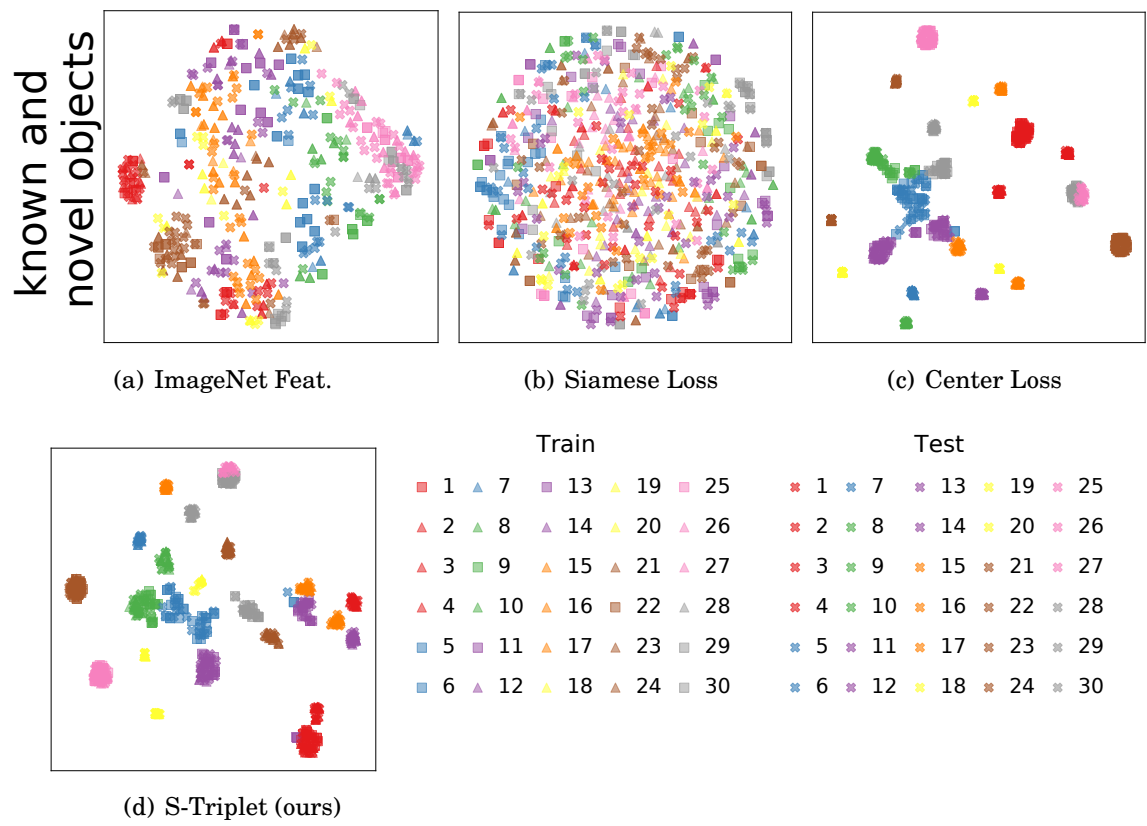 known and
novel objects
(a) ImageNet Feat.
(b) Siamese Loss
(c) Center Loss
Train
Test
1 7 13 19 25
1 7 13 19 25
2 8 14 20 26
2 8 14 20 26
3 9 15 21 27
3 9 15 21 27
4 10 16 22 28
4 10 16 22 28
5 11 17 23 29
5 11 17 23 29
6 12 18 24 30
6 12 18 24 30
(d) S-Triplet (ours)